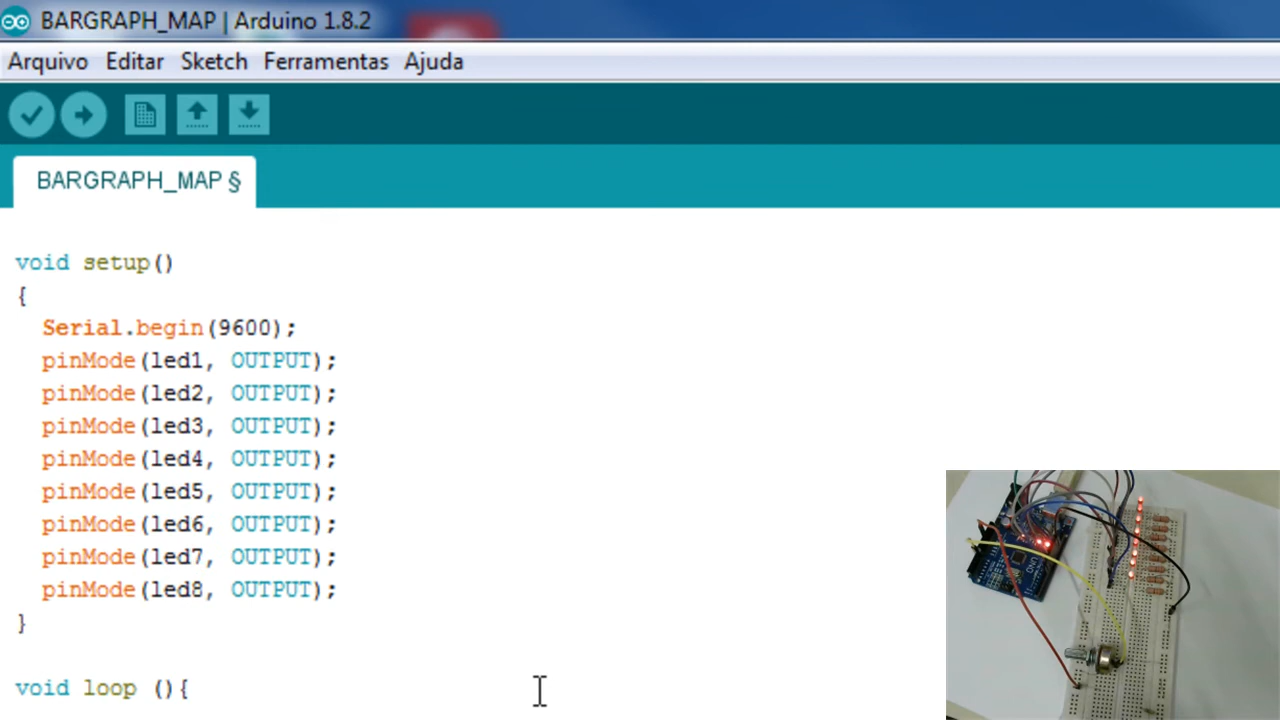 BARGRAPH_MAP | Arduino 1.8.2
Arquivo Editar Sketch Ferramentas Ajuda
BARGRAPH_MAP §
void setup()
{
Serial.begin(9600);
pinMode(led1, OUTPUT);
pinMode(led2, OUTPUT);
pinMode(led3, OUTPUT);
pinMode(led4, OUTPUT);
pinMode(led5, OUTPUT);
pinMode(led6, OUTPUT);
pinMode(led7, OUTPUT);
pinMode(led8, OUTPUT);
}
void loop (){
UNO